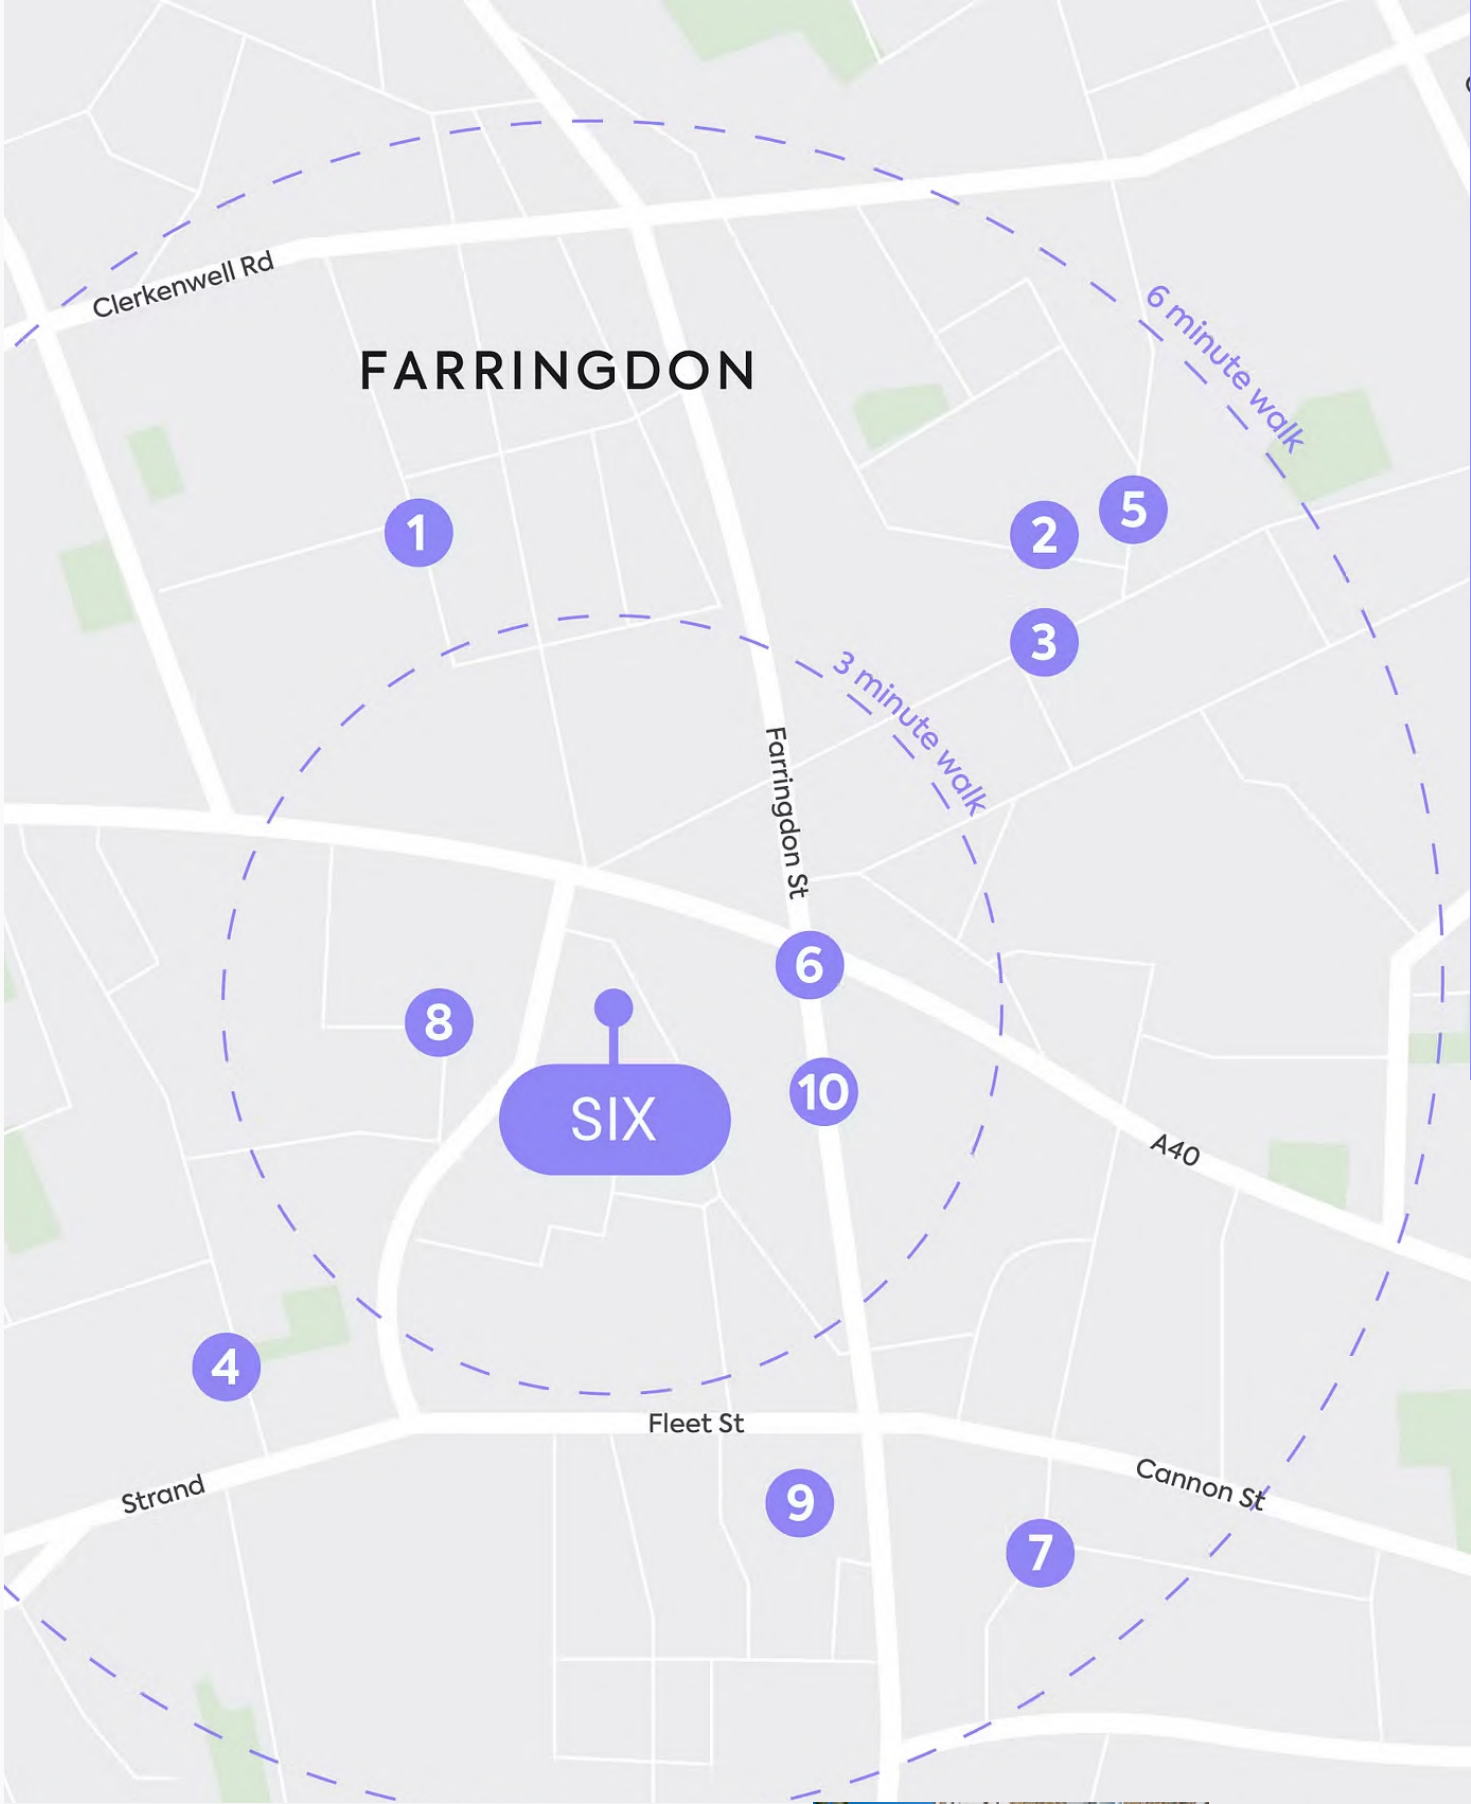 Clerkenwell Rd
6 minute walk
FARRINGDON
1
2
5
3
3 minute walk
Farringdon St
6
8
10
SIX
A40
4
Fleet St
Strand
Cannon St
9
7